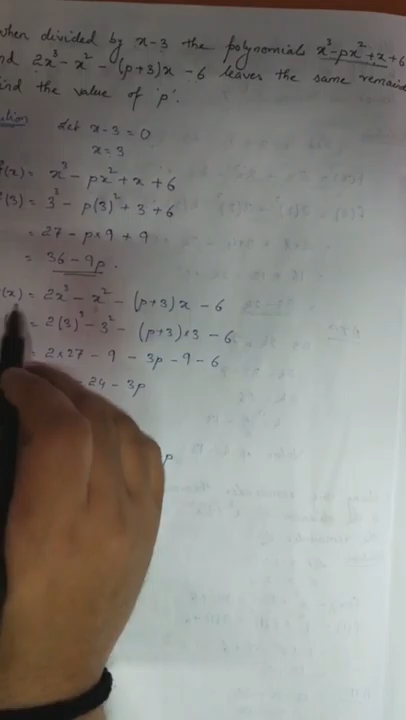 when divided by x-3 the polynomials x³-px²+x+6
nd 2x³ - x² - (p+3)x - 6 leaves the same remain
ind the value of 'p'.
ution Let x-3=0
x=3
f(x) = x³ - px² + x + 6
f(3) = 3³ - p(3)² + 3 + 6
= 27 - p×9 + 9
= 36 - 9p.
(x) = 2x³ - x² - (p+3)x - 6
= 2(3)³ - 3² - (p+3)×3 - 6
= 2×27 - 9 - 3p - 9 - 6
- 24 - 3p
p